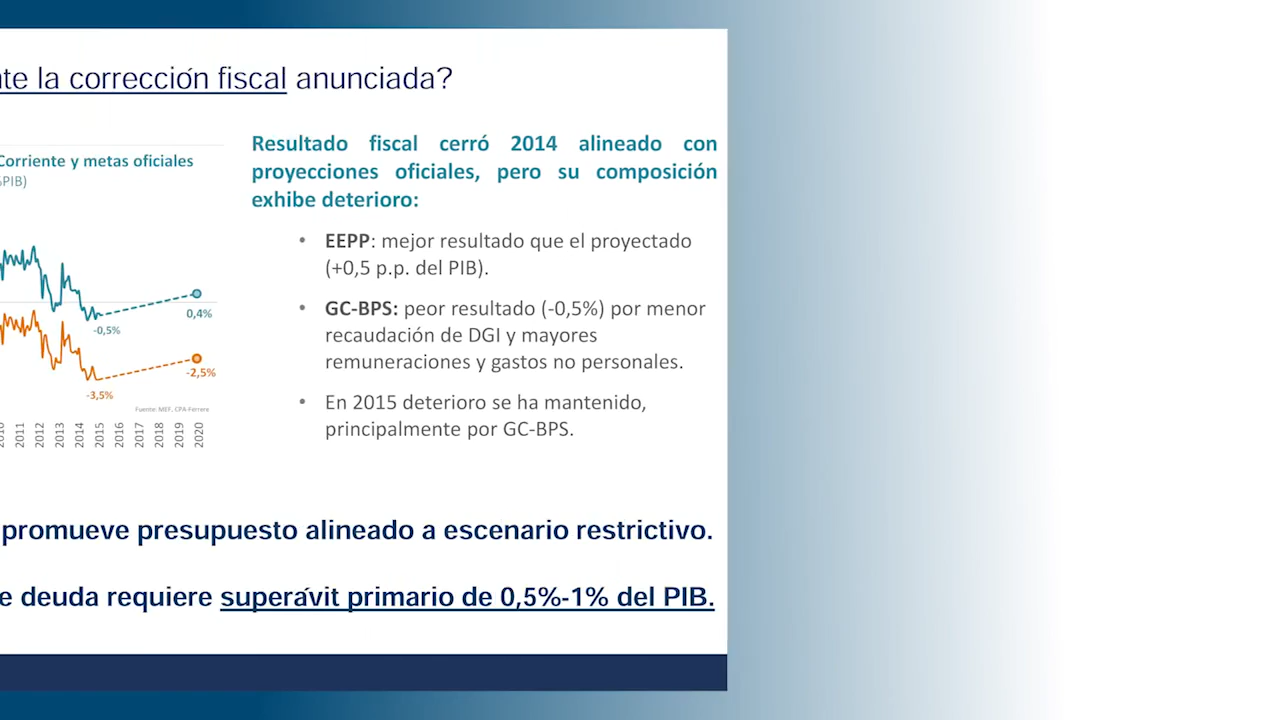 la corrección fiscal anunciada?
Corriente y metas oficiales
Resultado fiscal cerró 2014 alineado con
proyecciones oficiales, pero su composición
exhibe deterioro:
• EEPP: mejor resultado que el proyectado
(+0,5 p.p. del PIB).
• GC-BPS: peor resultado (-0,5%) por menor
recaudación de DGI y mayores
remuneraciones y gastos no personales.
• En 2015 deterioro se ha mantenido,
principalmente por GC-BPS.
0,4%
-0,5%
-2,5%
-3,5%
Fuente: MEF, CPA-Ferrere
2011
2012
2013
2014
2015
2016
2017
2018
2019
2020
promueve presupuesto alineado a escenario restrictivo.
deuda requiere superávit primario de 0,5%-1% del PIB.